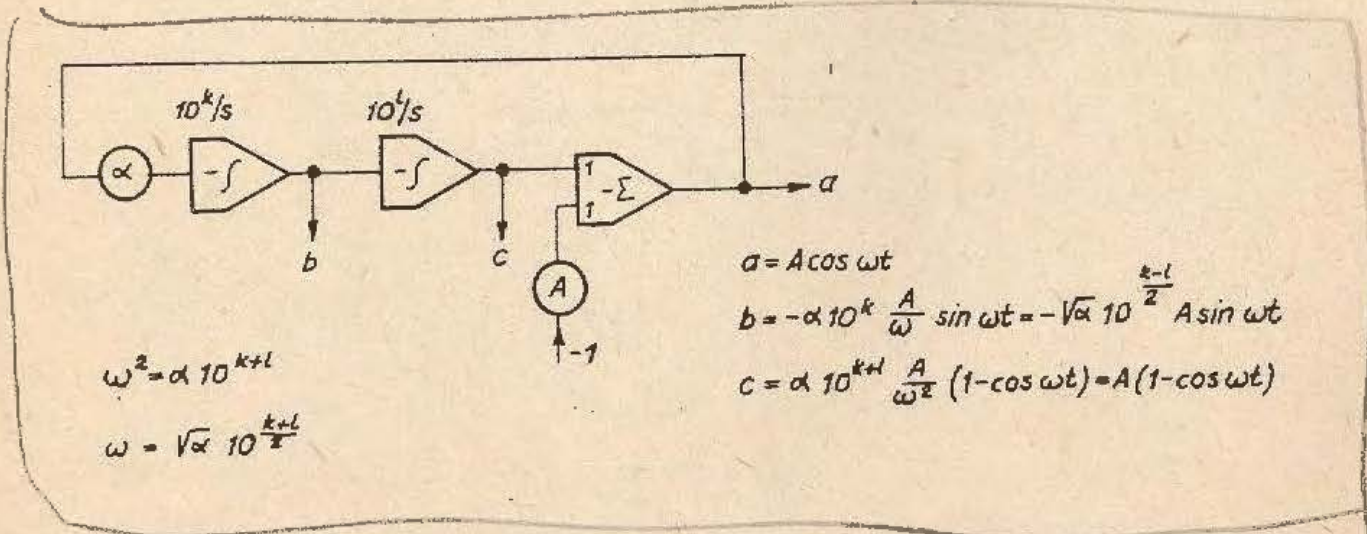 10^k/s
10^l/s
α
-∫
-∫
1
1
-Σ
a
b
c
A
-1
a = A cos ωt
b = -α 10^k A/ω sin ωt = -√α 10^((k-l)/2) A sin ωt
c = α 10^(k+l) A/ω² (1-cos ωt) = A (1-cos ωt)
ω² = α 10^(k+l)
ω = √α 10^((k+l)/2)